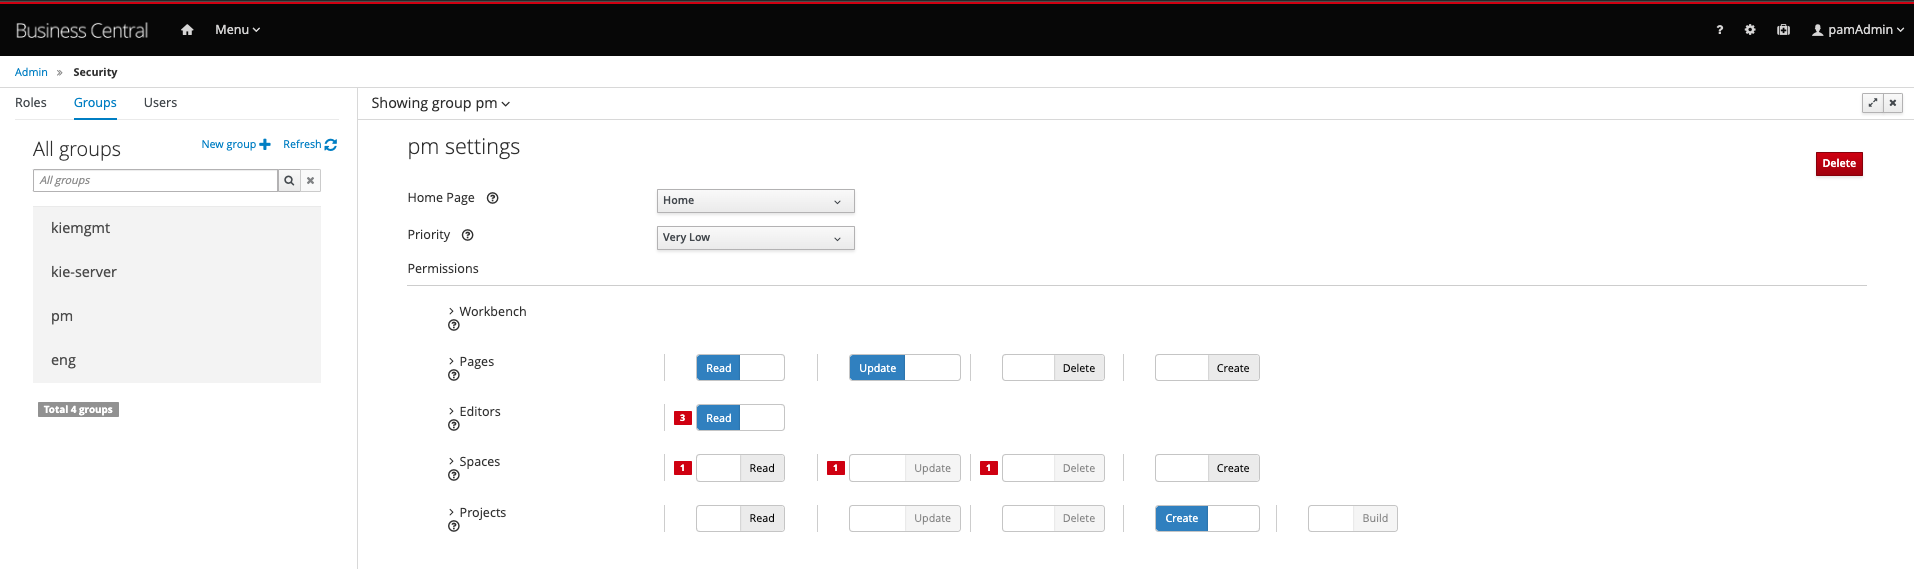 Business Central Menu ? pamAdmin
Admin » Security
Roles Groups Users
All groups
New group Refresh
All groups
kiemgmt
kie-server
pm
eng
Total 4 groups
Showing group pm
pm settings
Delete
Home Page ? Home
Priority ? Very Low
Permissions
Workbench
?
Pages Read Update Delete Create
?
Editors 3 Read
?
Spaces 1 Read 1 Update 1 Delete Create
?
Projects Read Update Delete Create Build
?